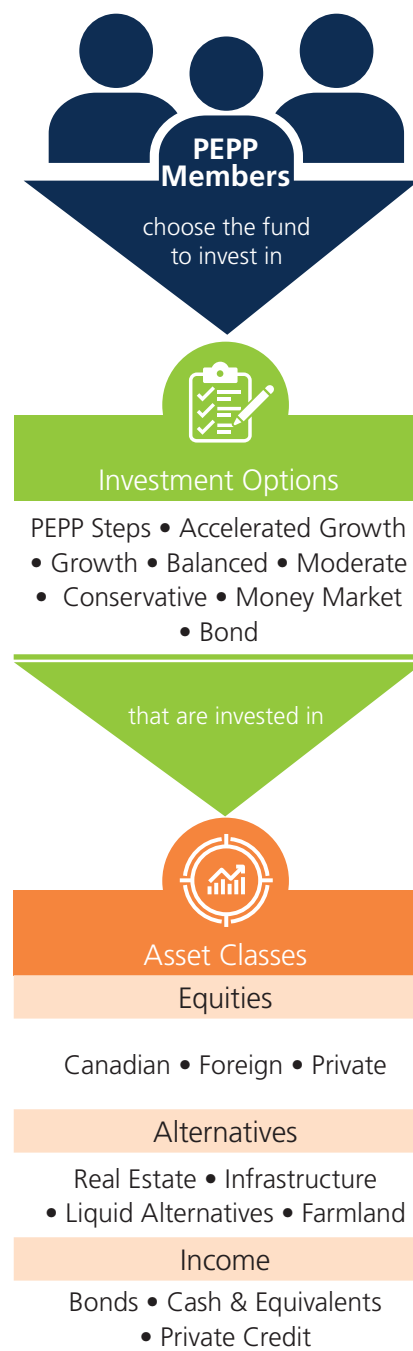 PEPP
Members
choose the fund
to invest in
Investment Options
PEPP Steps • Accelerated Growth
• Growth • Balanced • Moderate
• Conservative • Money Market
• Bond
that are invested in
Asset Classes
Equities
Canadian • Foreign • Private
Alternatives
Real Estate • Infrastructure
• Liquid Alternatives • Farmland
Income
Bonds • Cash & Equivalents
• Private Credit